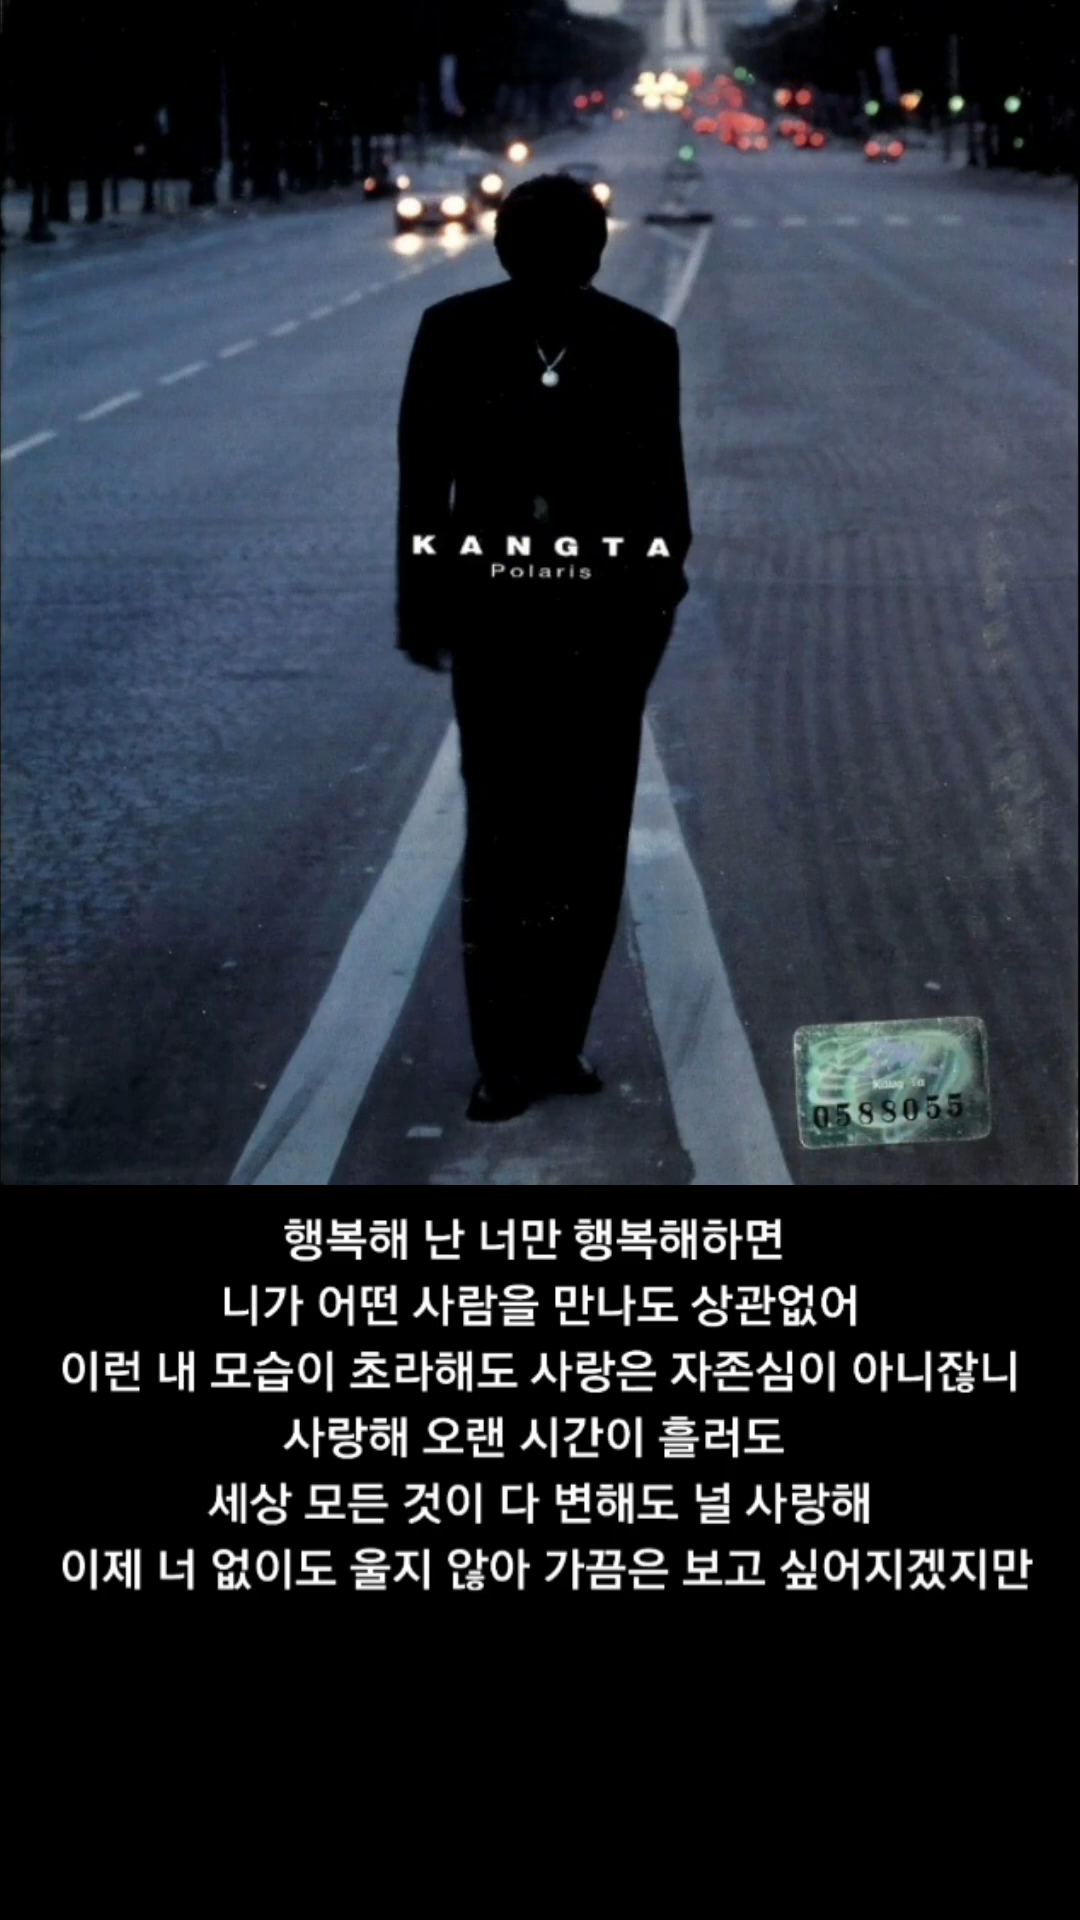 KANGTA
Polaris
Kang Ta
0588055
행복해 난 너만 행복해하면
니가 어떤 사람을 만나도 상관없어
이런 내 모습이 초라해도 사랑은 자존심이 아니잖니
사랑해 오랜 시간이 흘러도
세상 모든 것이 다 변해도 널 사랑해
이제 너 없이도 울지 않아 가끔은 보고 싶어지겠지만